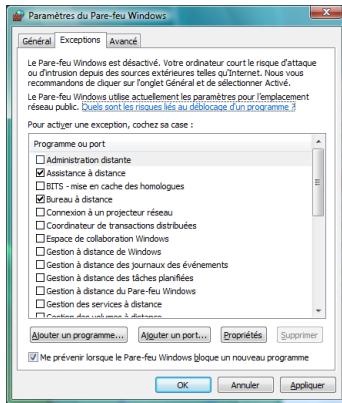 Paramètres du Pare-feu Windows
Général Exceptions Avancé
Le Pare-feu Windows est désactivé. Votre ordinateur court le risque d'attaque
ou d'intrusion depuis des sources extérieures telles qu'Internet. Nous vous
recommandons de cliquer sur l'onglet Général et de sélectionner Activé.
Le Pare-feu Windows utilise actuellement les paramètres pour l'emplacement
réseau public. Quels sont les risques liés au déblocage d'un programme ?
Pour activer une exception, cochez sa case :
Programme ou port
Administration distante
Assistance à distance
BITS - mise en cache des homologues
Bureau à distance
Connexion à un projecteur réseau
Coordinateur de transactions distribuées
Espace de collaboration Windows
Gestion à distance de Windows
Gestion à distance des journaux des événements
Gestion à distance des tâches planifiées
Gestion à distance du Pare-feu Windows
Gestion des services à distance
Gestion des volumes à distance
Ajouter un programme... Ajouter un port... Propriétés Supprimer
Me prévenir lorsque le Pare-feu Windows bloque un nouveau programme
OK Annuler Appliquer